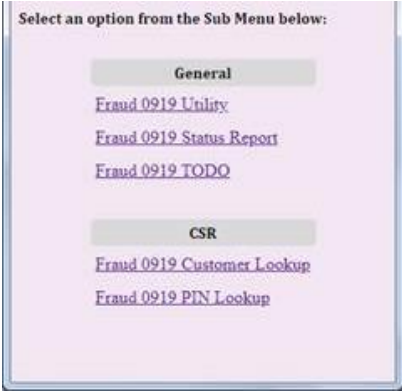 Select an option from the Sub Menu below:
General
Fraud 0919 Utility
Fraud 0919 Status Report
Fraud 0919 TODO
CSR
Fraud 0919 Customer Lookup
Fraud 0919 PIN Lookup